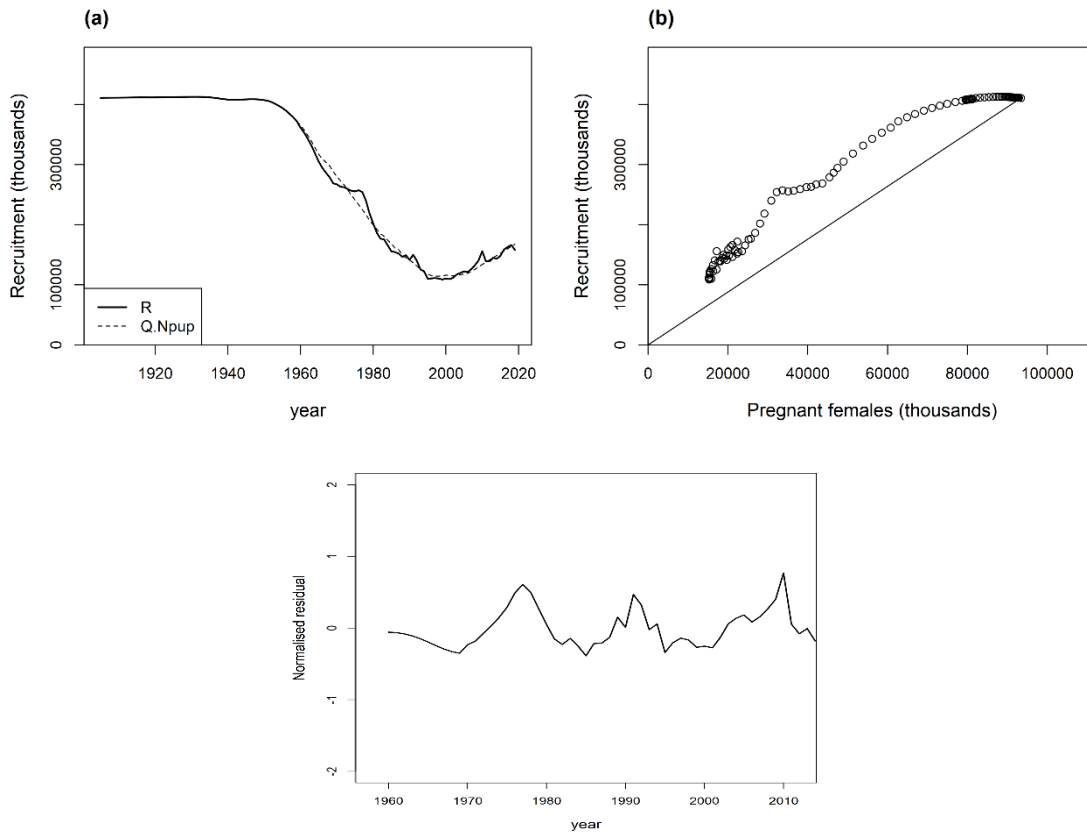 (a)
Recruitment (thousands)
0 100000 300000
R
Q.Npup
1920 1940 1960 1980 2000 2020
year
(b)
Recruitment (thousands)
0 100000 300000
0 20000 40000 60000 80000 100000
Pregnant females (thousands)
Normalised residual
2
1
0
-1
-2
1960 1970 1980 1990 2000 2010
year